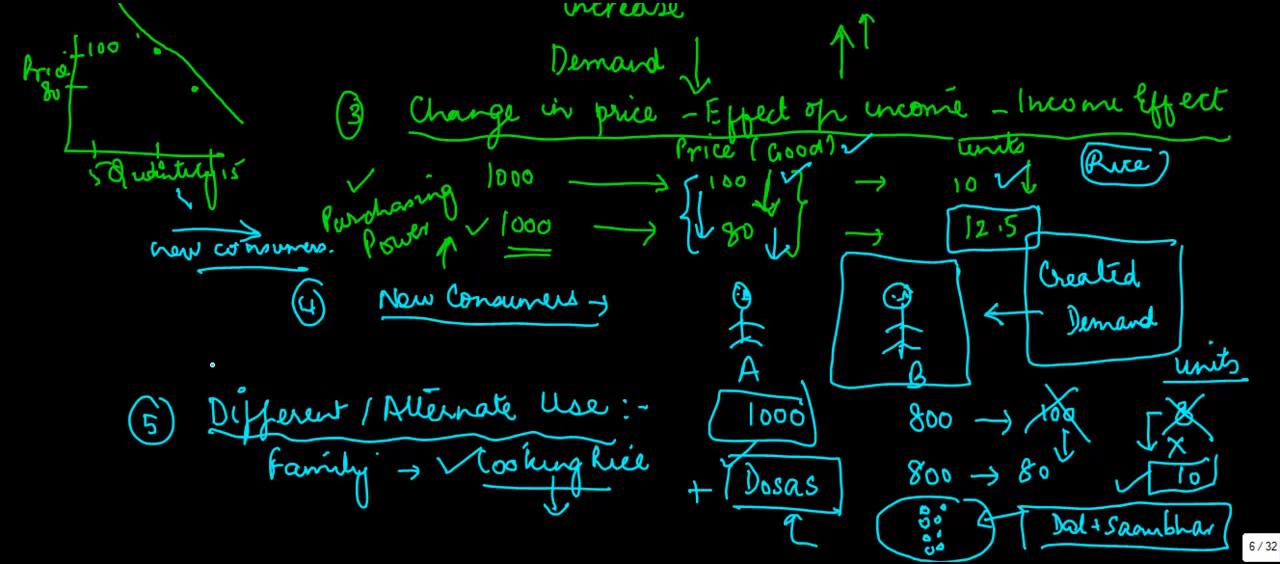 increase
Demand
100
Price
80
5 Quantity 15
new consumers.
③ Change in price - Effect on income - Income Effect
Price (Good) units
1000 100 10 Rice
Purchasing Power
1000 80 12.5
④ New Consumers
Created Demand
A B
units
⑤ Different / Alternate Use :-
1000 800 100 8
x
Family Cooking Rice
800 80 10
+ Dosas
Dal + Saambhar
6 / 32